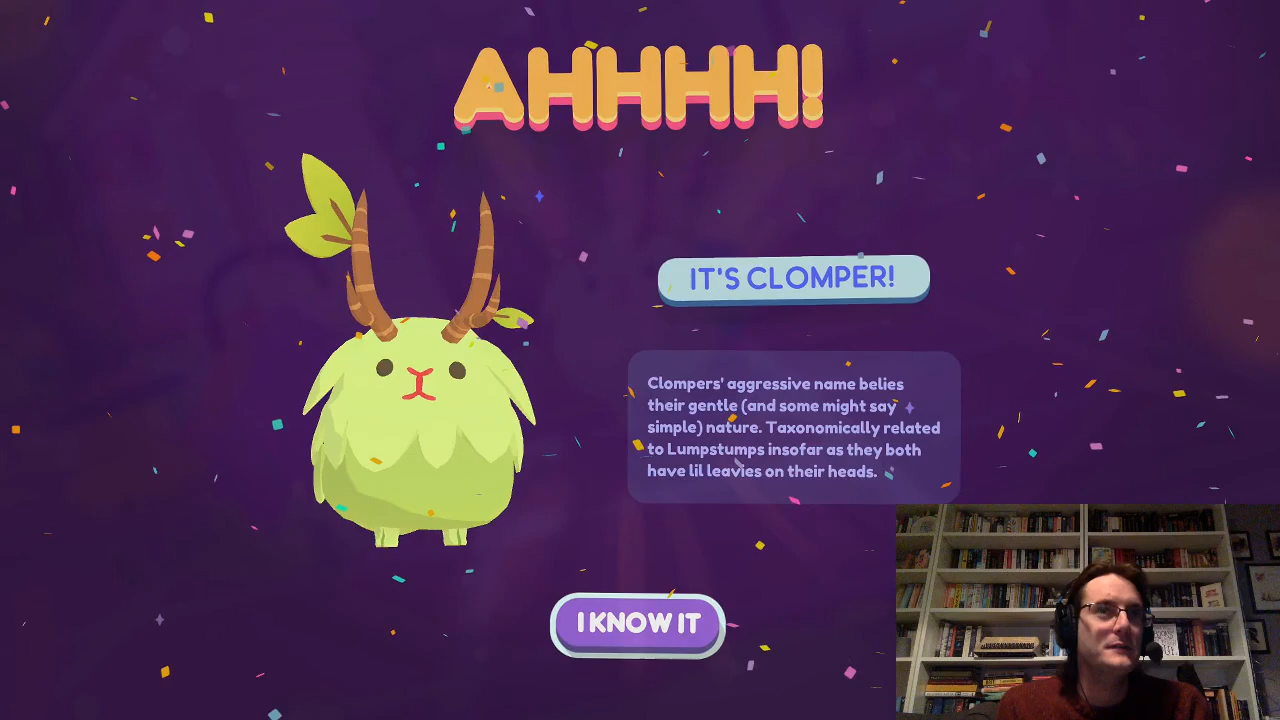 AHHHH!
IT'S CLOMPER!
Clompers' aggressive name belies
their gentle (and some might say
simple) nature. Taxonomically related
to Lumpstumps insofar as they both
have lil leavies on their heads.
I KNOW IT